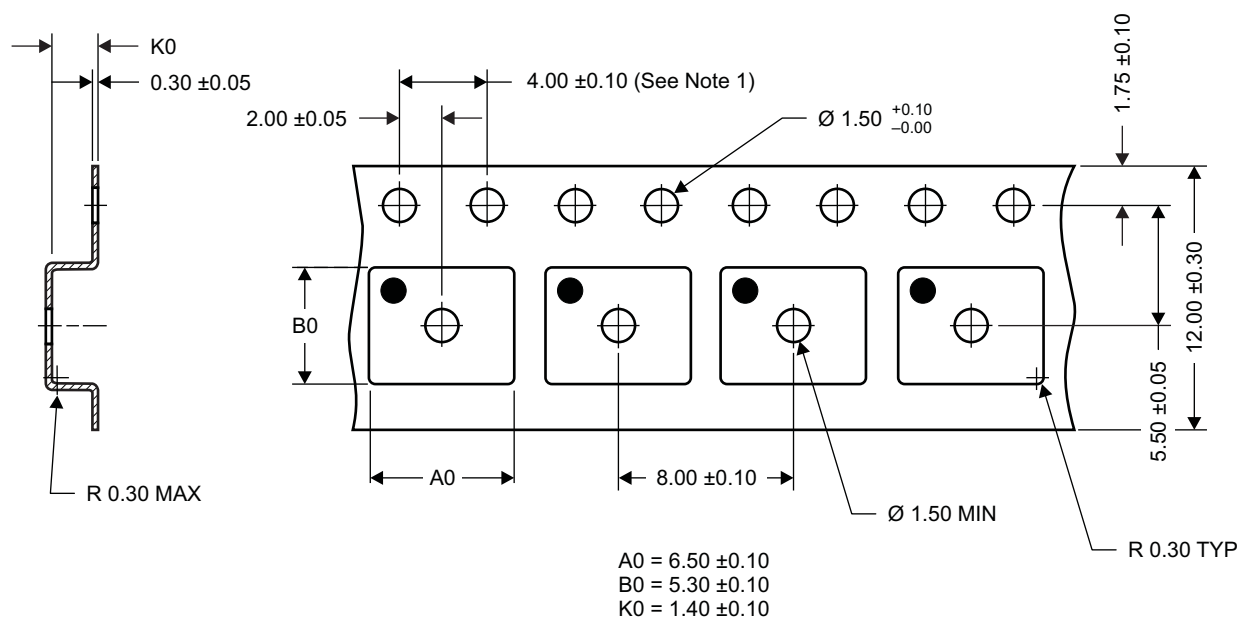 K0
0.30 ±0.05
4.00 ±0.10 (See Note 1)
2.00 ±0.05
Ø 1.50 +0.10 –0.00
1.75 ±0.10
B0
12.00 ±0.30
5.50 ±0.05
A0
8.00 ±0.10
R 0.30 MAX
Ø 1.50 MIN
R 0.30 TYP
A0 = 6.50 ±0.10
B0 = 5.30 ±0.10
K0 = 1.40 ±0.10